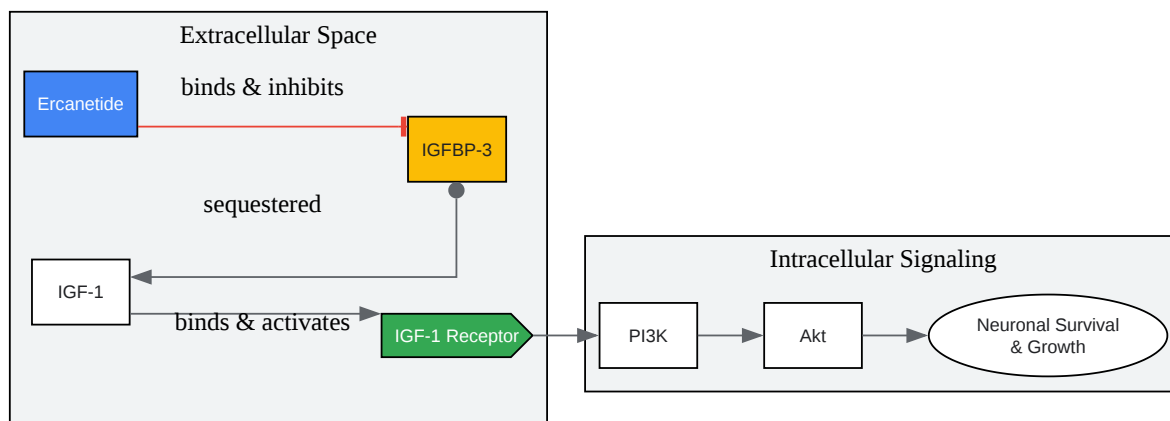 Extracellular Space
binds & inhibits
Ercanetide
IGFBP-3
sequestered
IGF-1
binds & activates
IGF-1 Receptor
Intracellular Signaling
PI3K
Akt
Neuronal Survival
& Growth